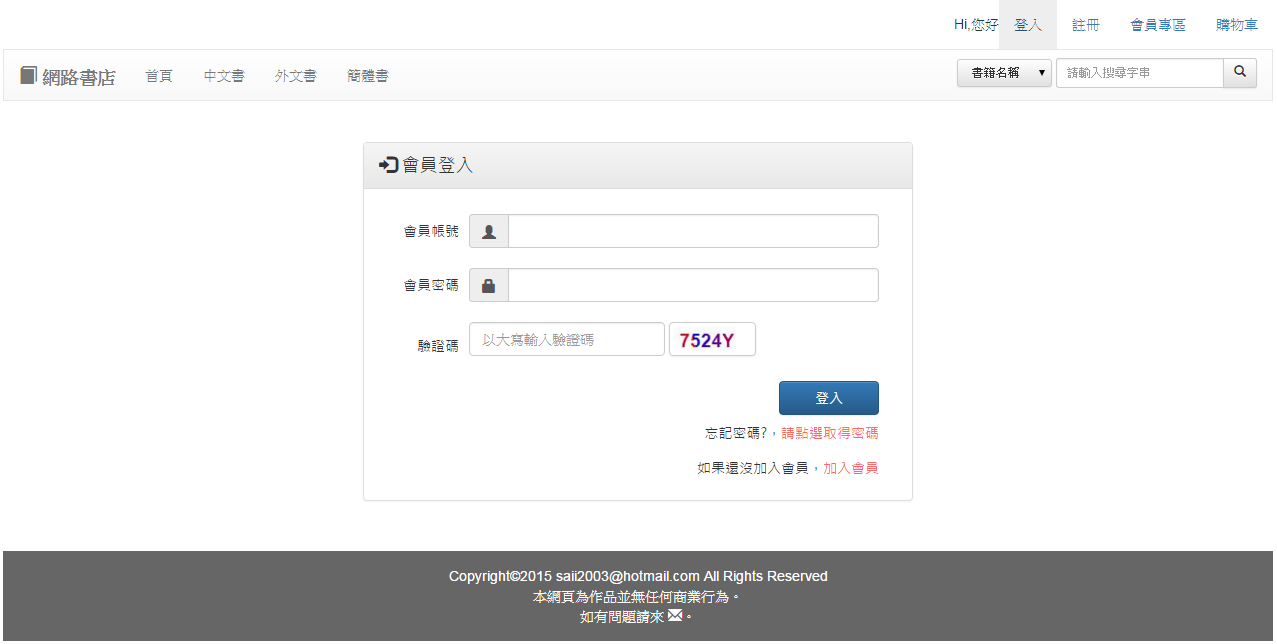 Hi,您好 登入 註冊 會員專區 購物車
網路書店 首頁 中文書 外文書 簡體書 書籍名稱 請輸入搜尋字串
會員登入
會員帳號
會員密碼
驗證碼 以大寫輸入驗證碼 7524Y
登入
忘記密碼?，請點選取得密碼
如果還沒加入會員，加入會員
Copyright©2015 saii2003@hotmail.com All Rights Reserved
本網頁為作品並無任何商業行為。
如有問題請來 。